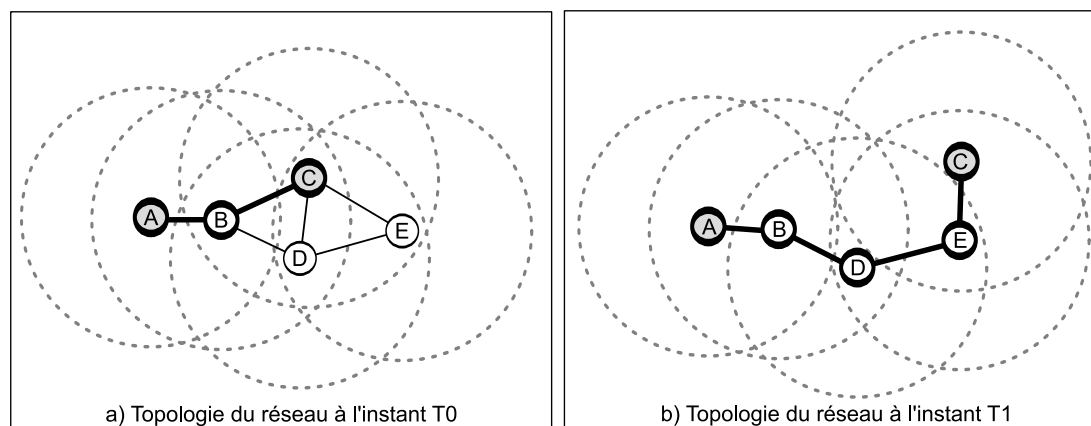 A
B
C
D
E
a) Topologie du réseau à l'instant T0
A
B
C
D
E
b) Topologie du réseau à l'instant T1